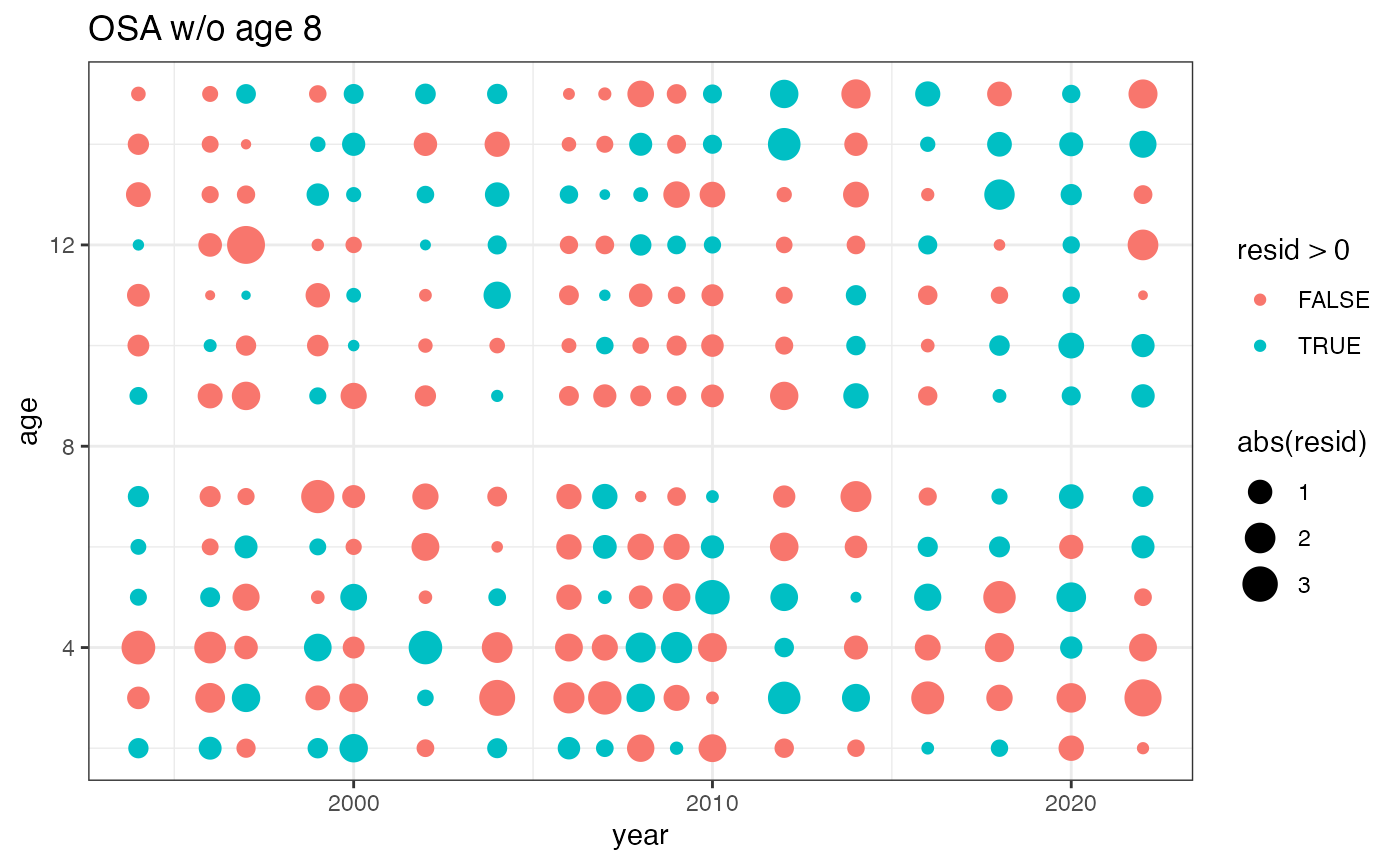 OSA w/o age 8
12
8
4
age
2000 2010 2020
year
resid > 0
FALSE
TRUE
abs(resid)
1
2
3